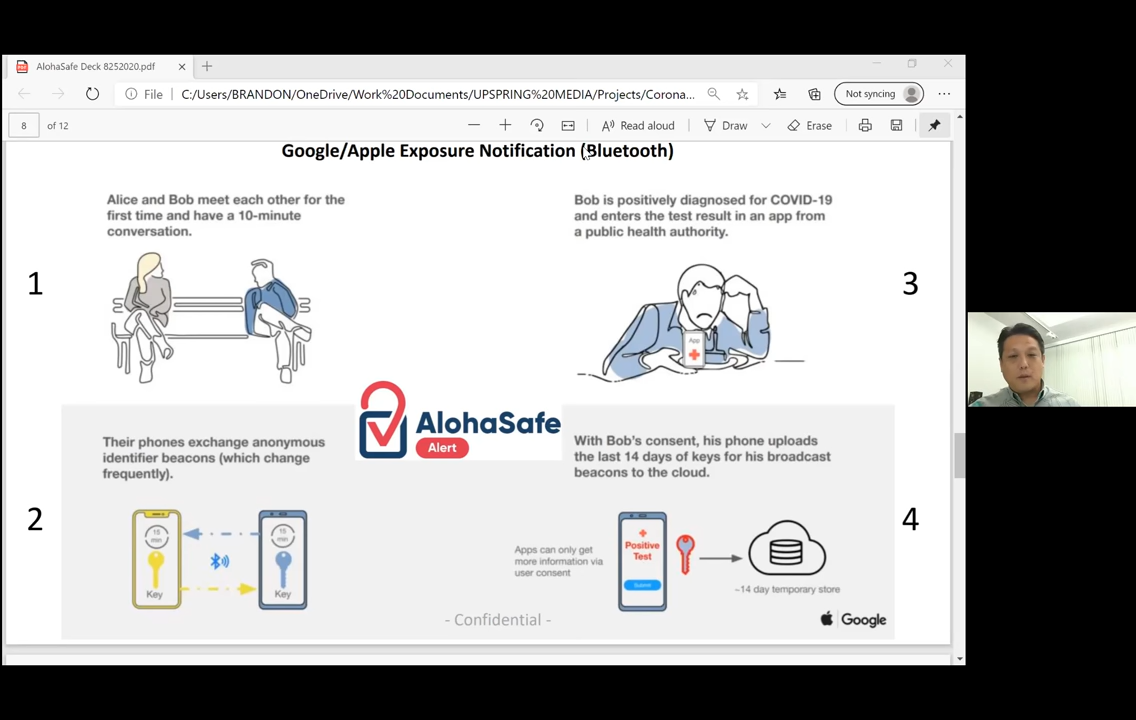 AlohaSafe Deck 8252020.pdf
File C:/Users/BRANDON/OneDrive/Work%20Documents/UPSPRING%20MEDIA/Projects/Corona... Not syncing
8 of 12 Read aloud Draw Erase
Google/Apple Exposure Notification (Bluetooth)
Alice and Bob meet each other for the
first time and have a 10-minute
conversation.
1
Bob is positively diagnosed for COVID-19
and enters the test result in an app from
a public health authority.
App
3
AlohaSafe
Alert
Their phones exchange anonymous
identifier beacons (which change
frequently).
2
15
min
Key
15
min
Key
With Bob's consent, his phone uploads
the last 14 days of keys for his broadcast
beacons to the cloud.
4
Apps can only get
more information via
user consent
Positive
Test
Submit
~14 day temporary store
- Confidential -
Google